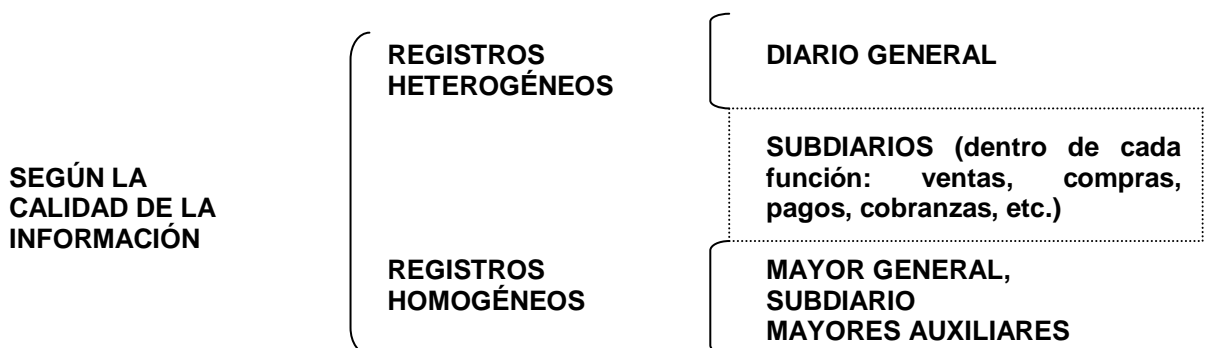 REGISTROS
HETEROGÉNEOS
DIARIO GENERAL
SEGÚN LA
CALIDAD DE LA
INFORMACIÓN
SUBDIARIOS (dentro de cada
función: ventas, compras,
pagos, cobranzas, etc.)
REGISTROS
HOMOGÉNEOS
MAYOR GENERAL,
SUBDIARIO
MAYORES AUXILIARES